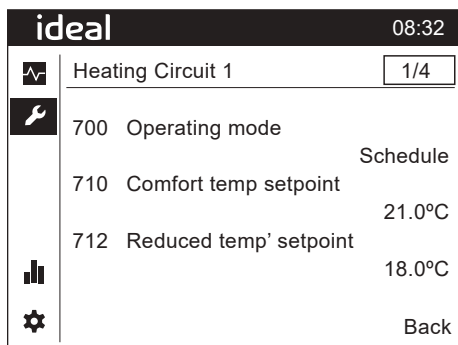 ideal 08:32
Heating Circuit 1 1/4
700 Operating mode
Schedule
710 Comfort temp setpoint
21.0ºC
712 Reduced temp' setpoint
18.0ºC
Back